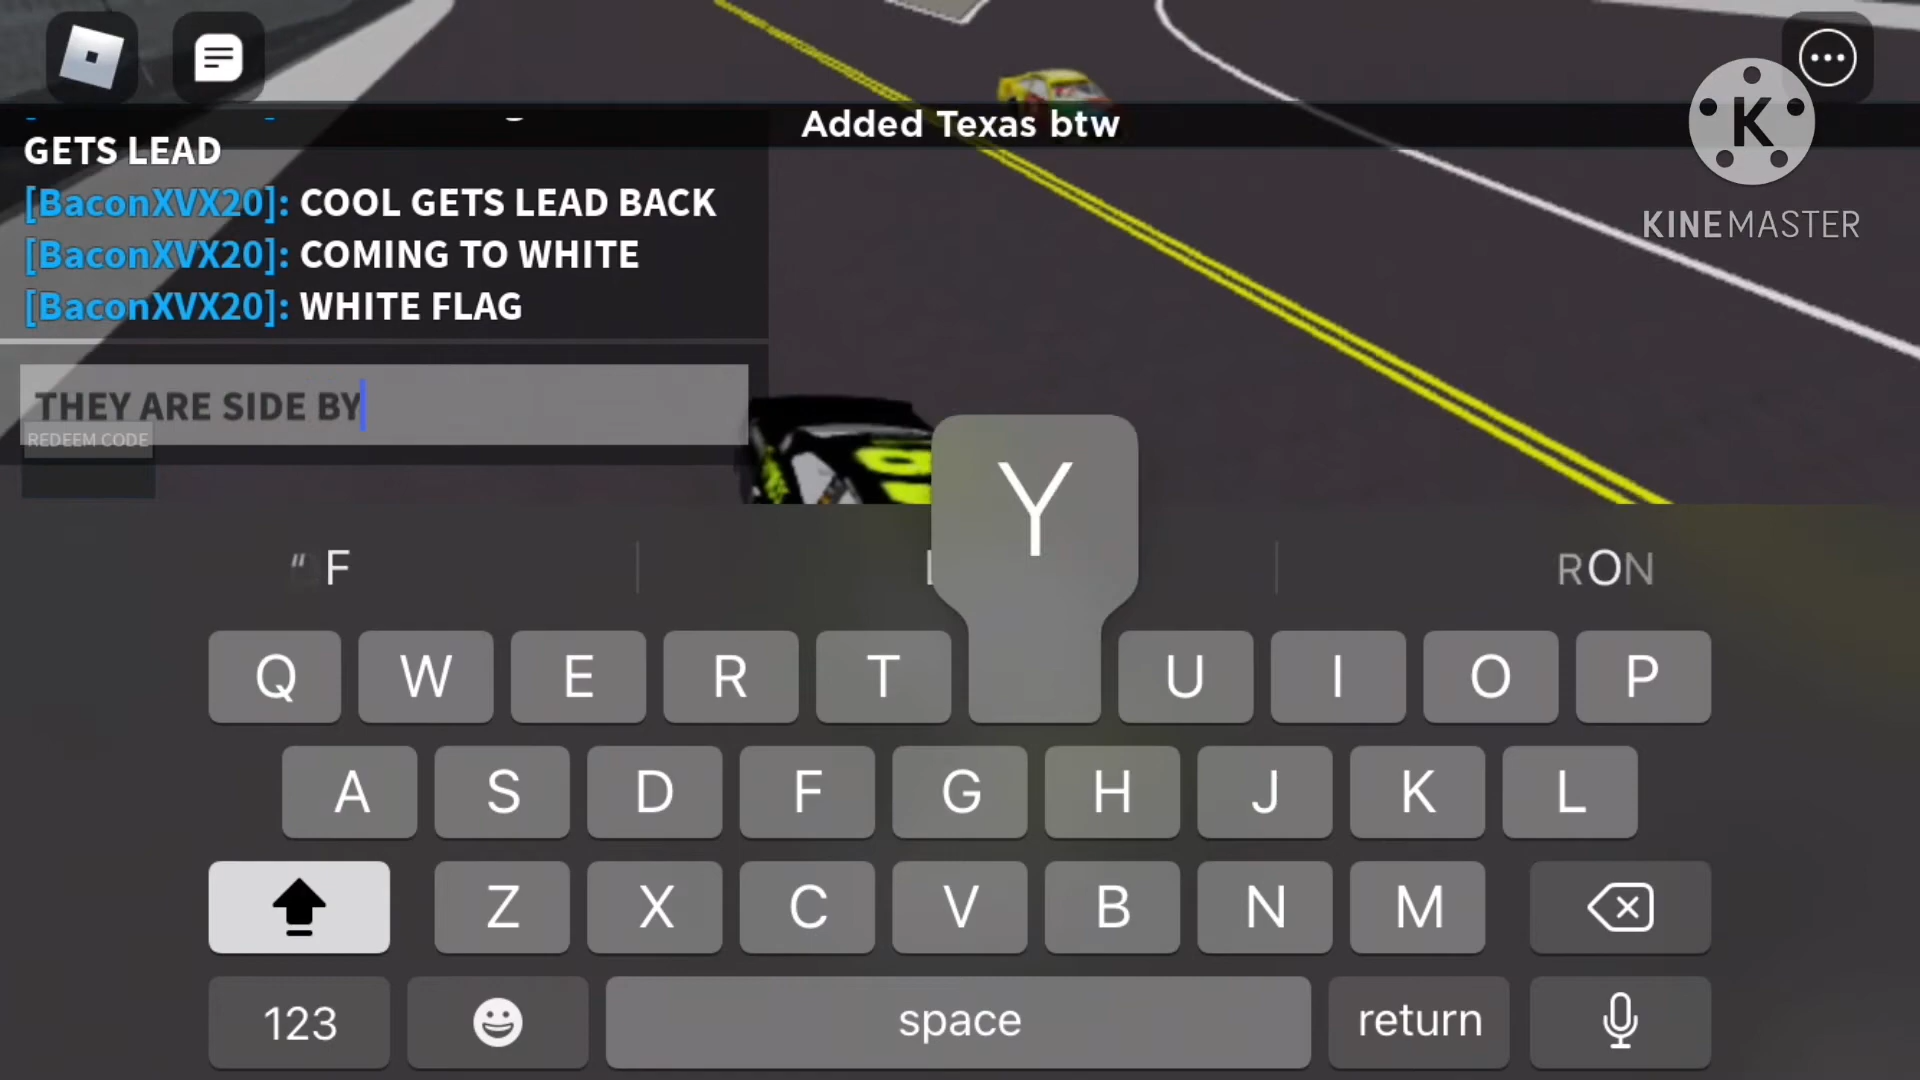 Added Texas btw
GETS LEAD
[BaconXVX20]: COOL GETS LEAD BACK
[BaconXVX20]: COMING TO WHITE
[BaconXVX20]: WHITE FLAG
THEY ARE SIDE BY
REDEEM CODE
K
KINEMASTER
Y
Q W E R T U I O P
A S D F G H J K L
Z X C V B N M
123 space return